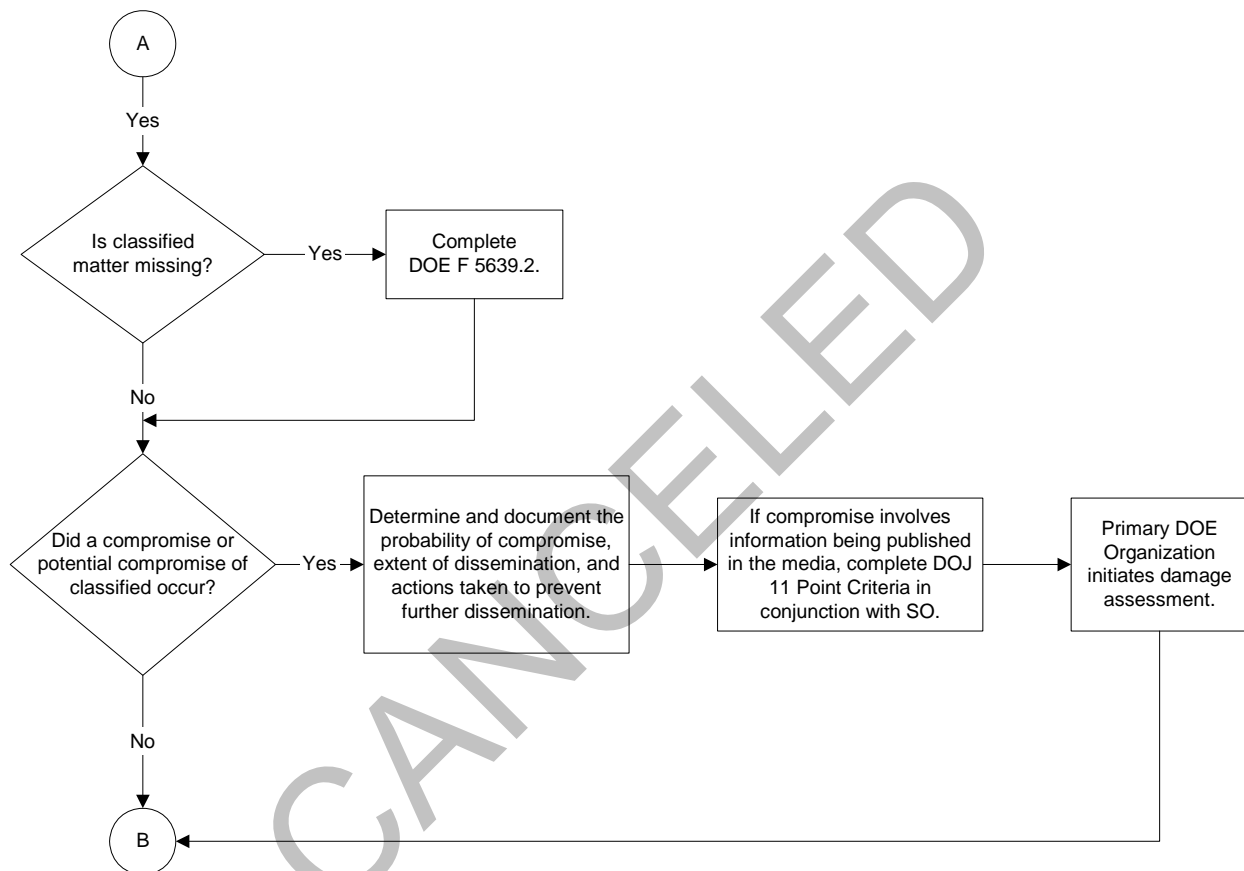 A
Yes
Is classified
matter missing?
Yes
Complete
DOE F 5639.2.
No
Did a compromise or
potential compromise of
classified occur?
Yes
Determine and document the
probability of compromise,
extent of dissemination, and
actions taken to prevent
further dissemination.
If compromise involves
information being published
in the media, complete DOJ
11 Point Criteria in
conjunction with SO.
Primary DOE
Organization
initiates damage
assessment.
No
B
CANCELED